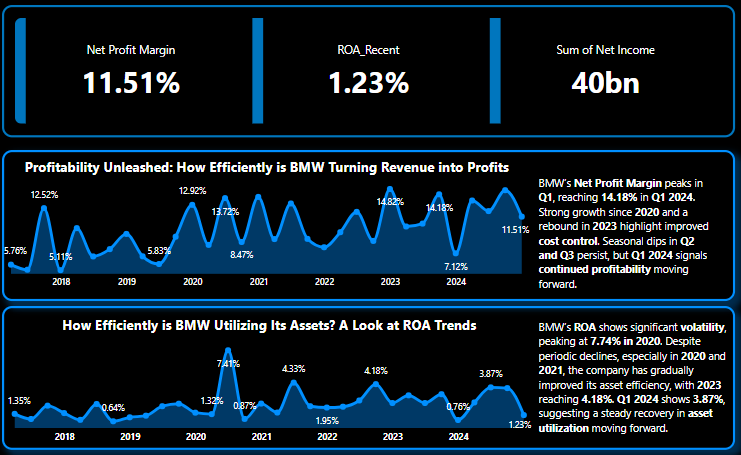 Net Profit Margin
11.51%
ROA_Recent
1.23%
Sum of Net Income
40bn
Profitability Unleashed: How Efficiently is BMW Turning Revenue into Profits
5.76%
12.52%
5.11%
5.83%
12.92%
13.72%
8.47%
14.82%
14.18%
7.12%
11.51%
2018
2019
2020
2021
2022
2023
2024
BMW's Net Profit Margin peaks in
Q1, reaching 14.18% in Q1 2024.
Strong growth since 2020 and a
rebound in 2023 highlight improved
cost control. Seasonal dips in Q2
and Q3 persist, but Q1 2024 signals
continued profitability moving
forward.
How Efficiently is BMW Utilizing Its Assets? A Look at ROA Trends
1.35%
0.64%
1.32%
7.41%
0.87%
4.33%
1.95%
4.18%
0.76%
3.87%
1.23%
2018
2019
2020
2021
2022
2023
2024
BMW's ROA shows significant volatility,
peaking at 7.74% in 2020. Despite
periodic declines, especially in 2020 and
2021, the company has gradually
improved its asset efficiency, with 2023
reaching 4.18%. Q1 2024 shows 3.87%,
suggesting a steady recovery in asset
utilization moving forward.